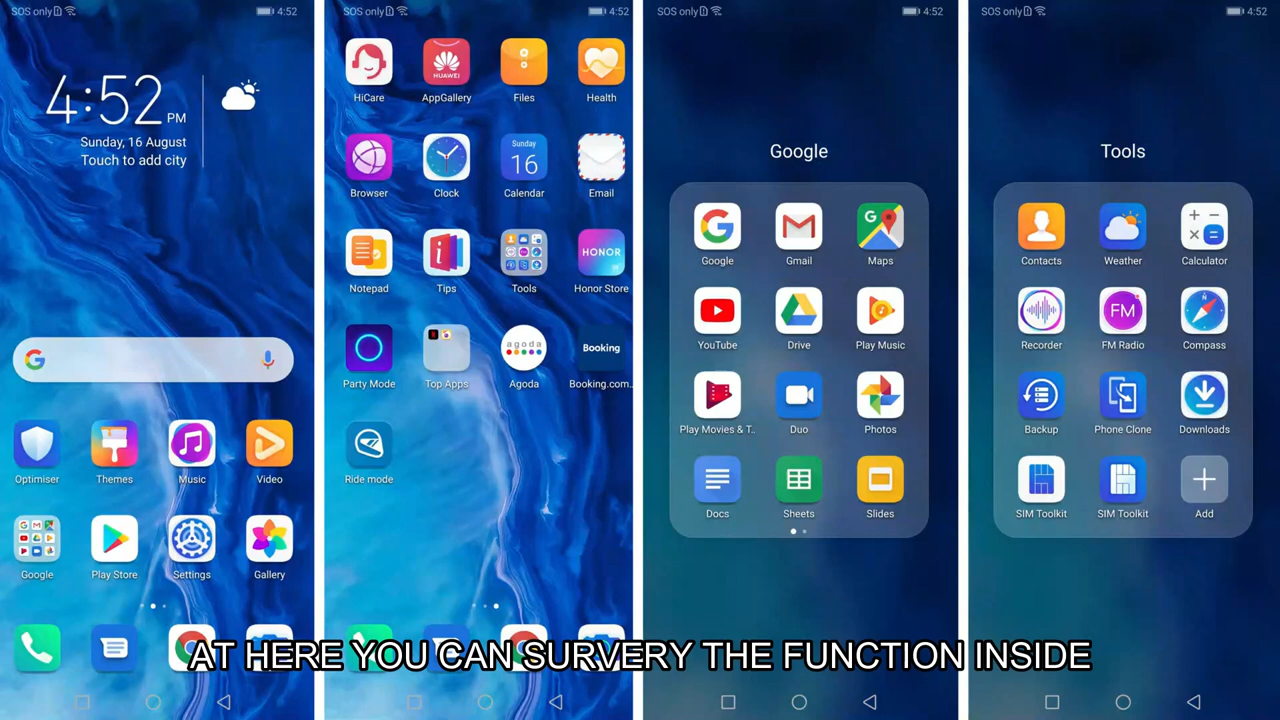 SOS only 4:52
4:52 PM
Sunday, 16 August
Touch to add city
Optimiser Themes Music Video
Google Play Store Settings Gallery
SOS only 4:52
HiCare AppGallery Files Health
HUAWEI
Browser Clock Calendar Email
Sunday
16
Notepad Tips Tools Honor Store
HONOR
Party Mode Top Apps Agoda Booking.com..
agoda
Booking
Ride mode
SOS only 4:52
Google
Google Gmail Maps
YouTube Drive Play Music
Play Movies & T.. Duo Photos
Docs Sheets Slides
SOS only 4:52
Tools
Contacts Weather Calculator
Recorder FM Radio Compass
FM
Backup Phone Clone Downloads
SIM Toolkit SIM Toolkit Add
AT HERE YOU CAN SURVERY THE FUNCTION INSIDE